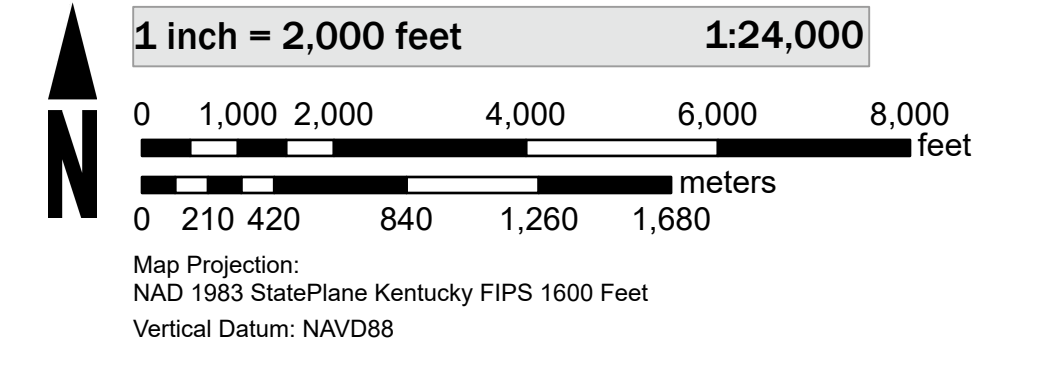 1 inch = 2,000 feet 1:24,000
0 1,000 2,000 4,000 6,000 8,000
feet
meters
0 210 420 840 1,260 1,680
N
Map Projection:
NAD 1983 StatePlane Kentucky FIPS 1600 Feet
Vertical Datum: NAVD88